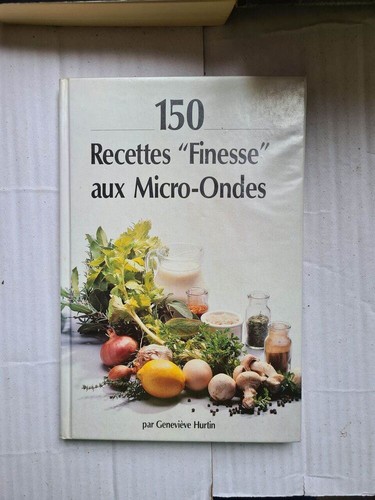 150
Recettes "Finesse"
aux Micro-Ondes
par Geneviève Hurtin